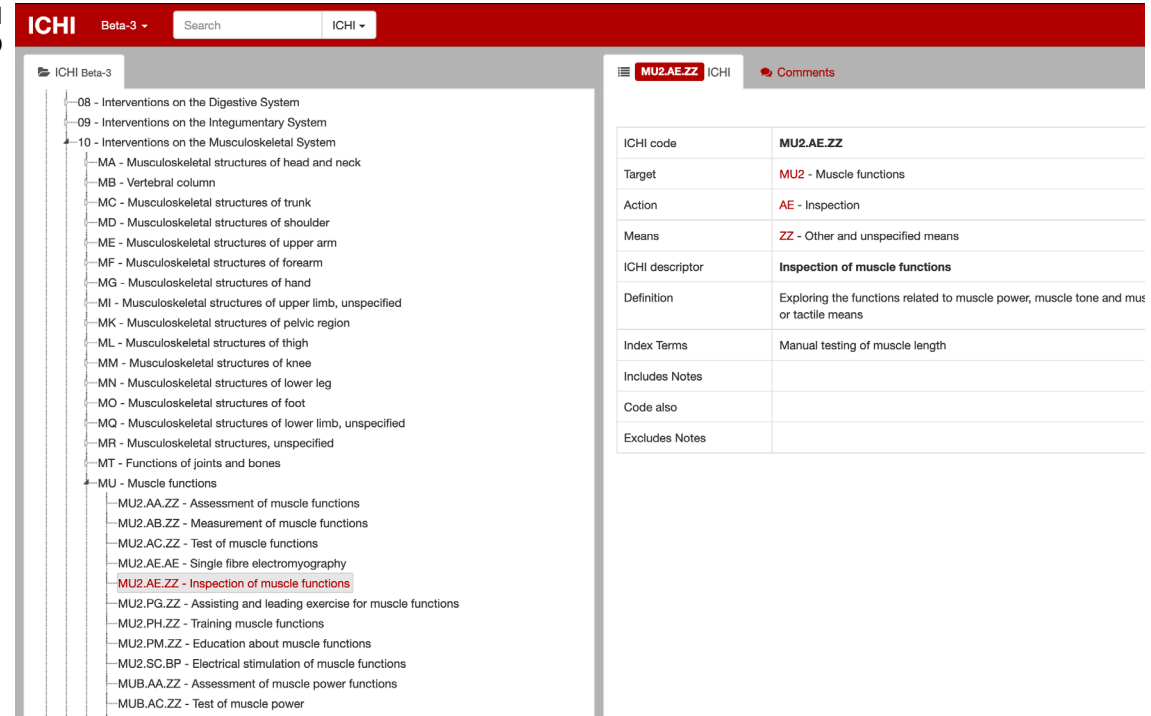 ICHI Beta-3 Search ICHI
ICHI Beta-3
08 - Interventions on the Digestive System
09 - Interventions on the Integumentary System
10 - Interventions on the Musculoskeletal System
MA - Musculoskeletal structures of head and neck
MB - Vertebral column
MC - Musculoskeletal structures of trunk
MD - Musculoskeletal structures of shoulder
ME - Musculoskeletal structures of upper arm
MF - Musculoskeletal structures of forearm
MG - Musculoskeletal structures of hand
MI - Musculoskeletal structures of upper limb, unspecified
MK - Musculoskeletal structures of pelvic region
ML - Musculoskeletal structures of thigh
MM - Musculoskeletal structures of knee
MN - Musculoskeletal structures of lower leg
MO - Musculoskeletal structures of foot
MQ - Musculoskeletal structures of lower limb, unspecified
MR - Musculoskeletal structures, unspecified
MT - Functions of joints and bones
MU - Muscle functions
MU2.AA.ZZ - Assessment of muscle functions
MU2.AB.ZZ - Measurement of muscle functions
MU2.AC.ZZ - Test of muscle functions
MU2.AE.AE - Single fibre electromyography
MU2.AE.ZZ - Inspection of muscle functions
MU2.PG.ZZ - Assisting and leading exercise for muscle functions
MU2.PH.ZZ - Training muscle functions
MU2.PM.ZZ - Education about muscle functions
MU2.SC.BP - Electrical stimulation of muscle functions
MUB.AA.ZZ - Assessment of muscle power functions
MUB.AC.ZZ - Test of muscle power
MU2.AE.ZZ ICHI Comments
ICHI code MU2.AE.ZZ
Target MU2 - Muscle functions
Action AE - Inspection
Means ZZ - Other and unspecified means
ICHI descriptor Inspection of muscle functions
Definition Exploring the functions related to muscle power, muscle tone and
or tactile means
Index Terms Manual testing of muscle length
Includes Notes
Code also
Excludes Notes